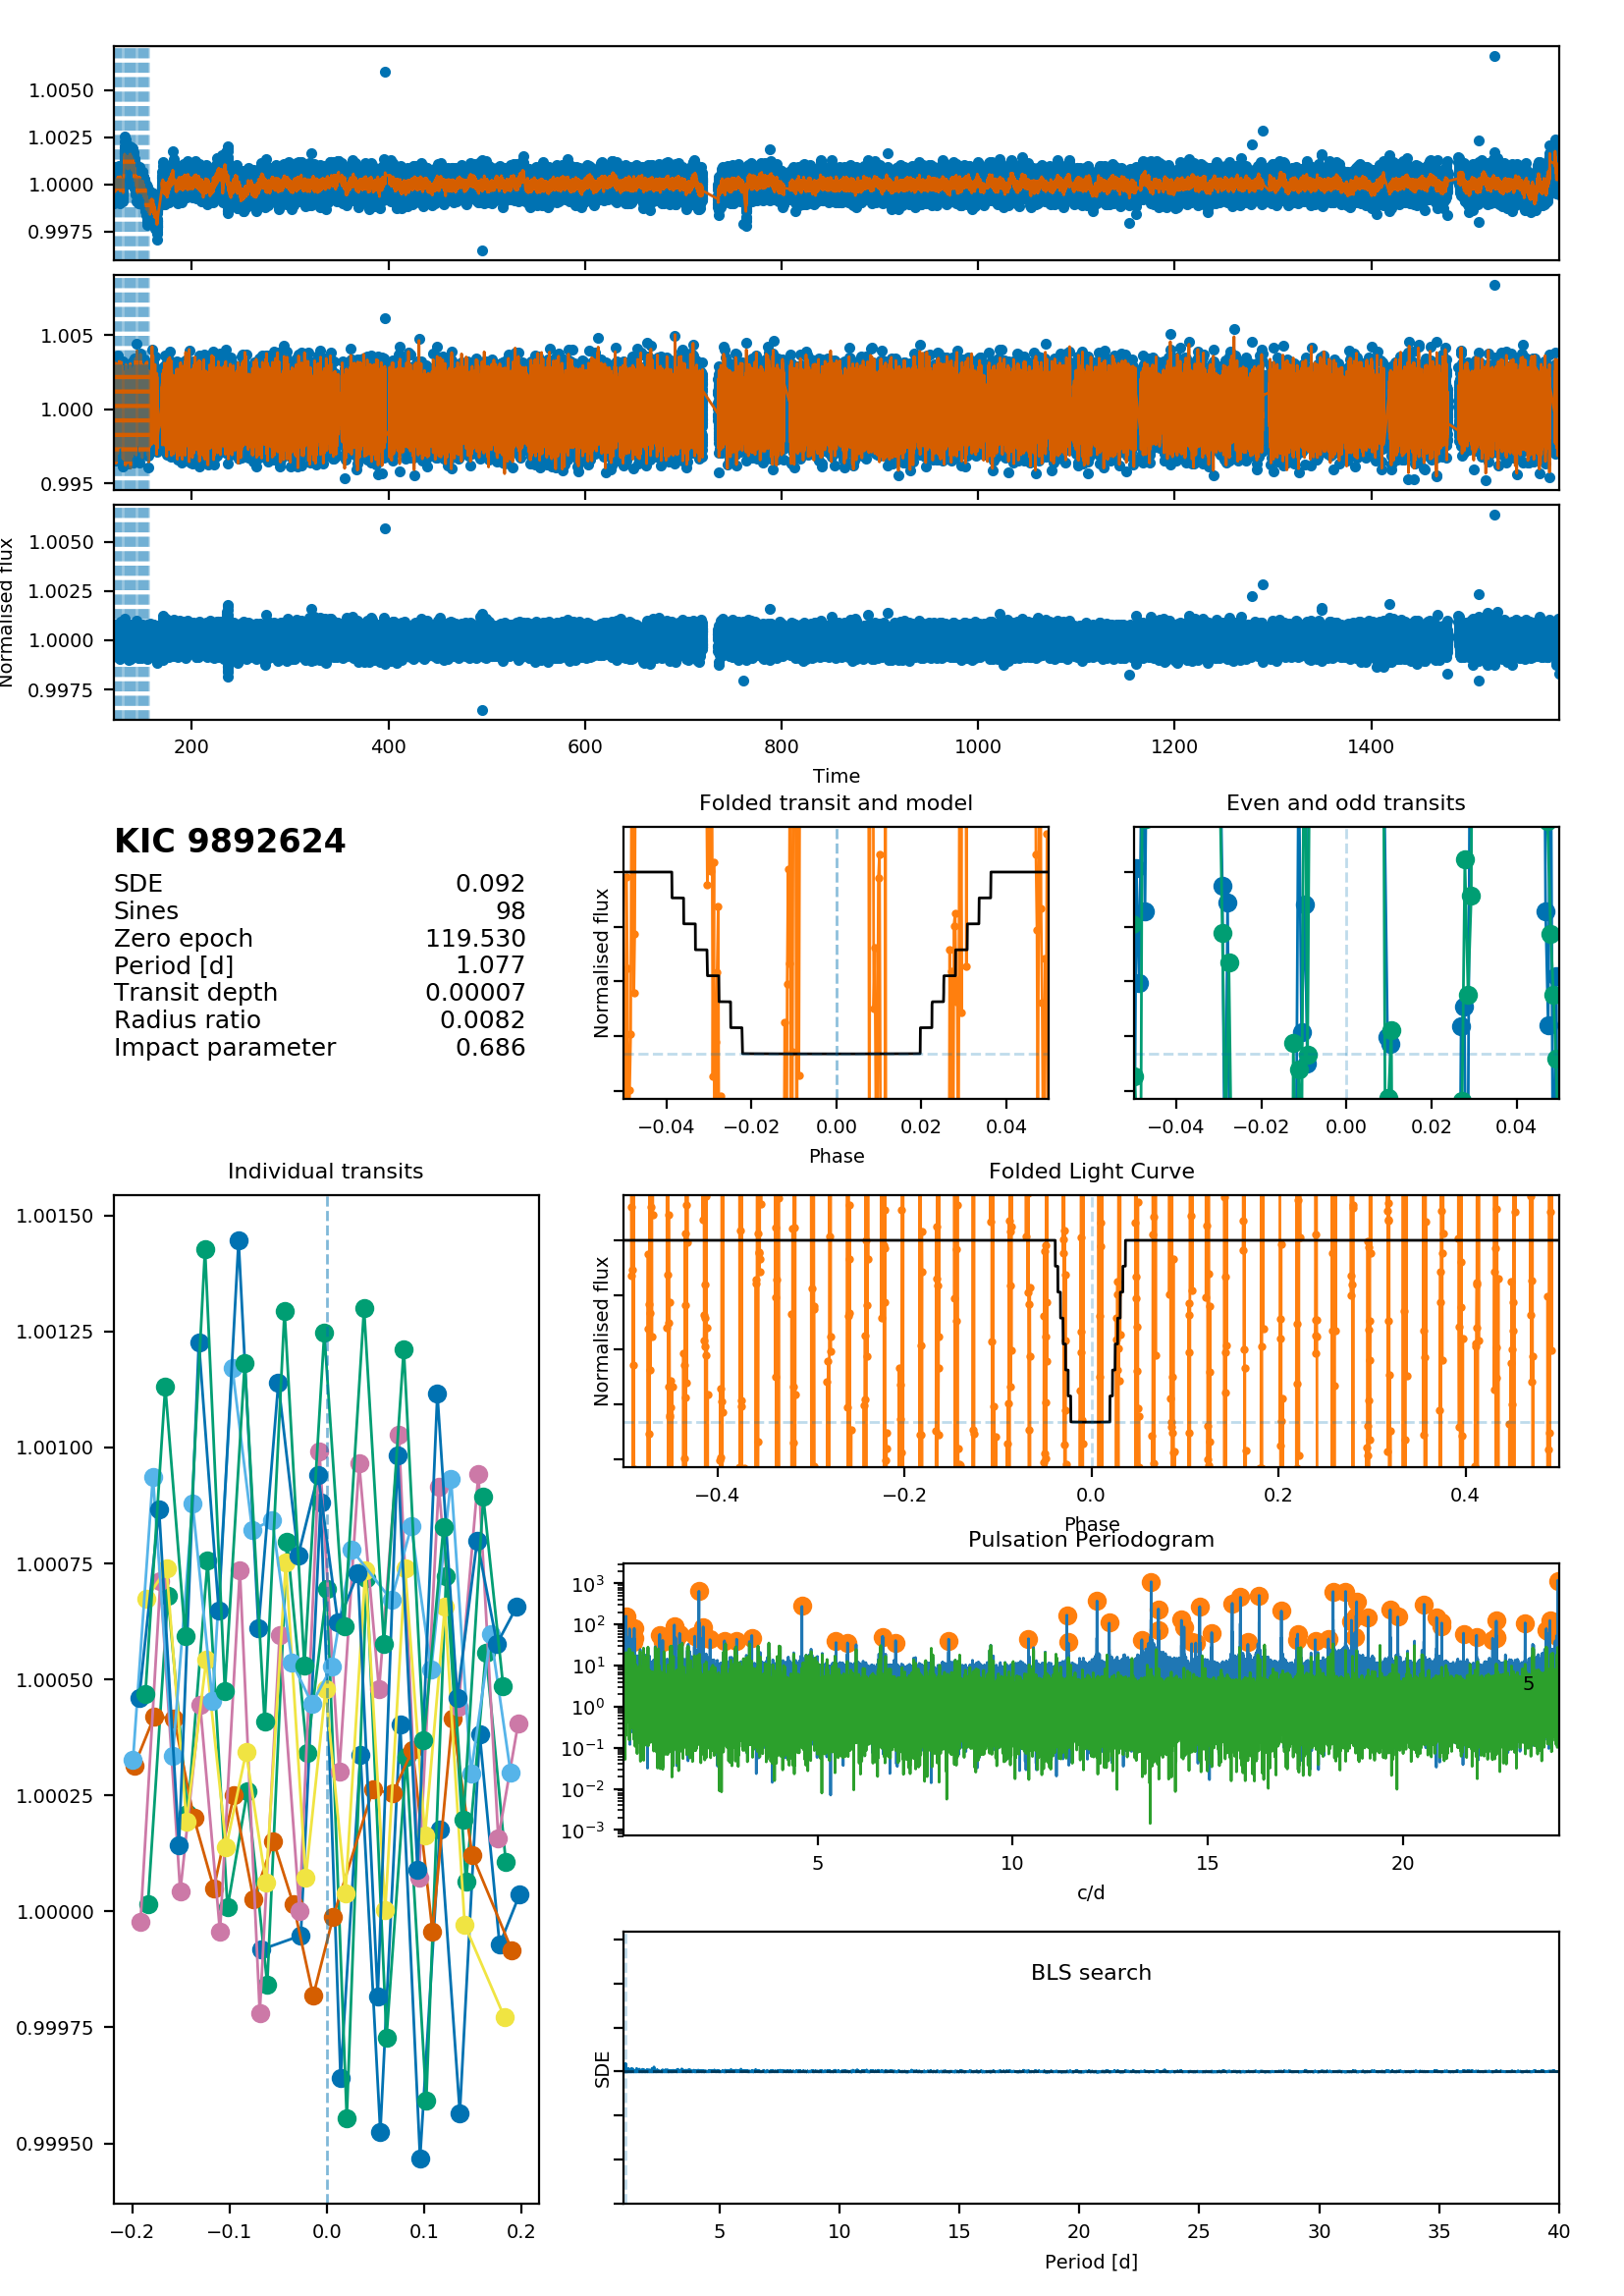 1.0050
1.0025
1.0000
0.9975
1.005
1.000
0.995
1.0050
1.0025
1.0000
0.9975
Normalised flux
200 400 600 800 1000 1200 1400
Time
KIC 9892624
SDE 0.092
Sines 98
Zero epoch 119.530
Period [d] 1.077
Transit depth 0.00007
Radius ratio 0.0082
Impact parameter 0.686
Folded transit and model
Normalised flux
−0.04 −0.02 0.00 0.02 0.04
Phase
Even and odd transits
−0.04 −0.02 0.00 0.02 0.04
Individual transits
1.00150
1.00125
1.00100
1.00075
1.00050
1.00025
1.00000
0.99975
0.99950
−0.2 −0.1 0.0 0.1 0.2
Folded Light Curve
Normalised flux
−0.4 −0.2 0.0 0.2 0.4
Phase
Pulsation Periodogram
10³
10²
10¹
10⁰
10⁻¹
10⁻²
10⁻³
5
5 10 15 20
c/d
BLS search
SDE
5 10 15 20 25 30 35 40
Period [d]